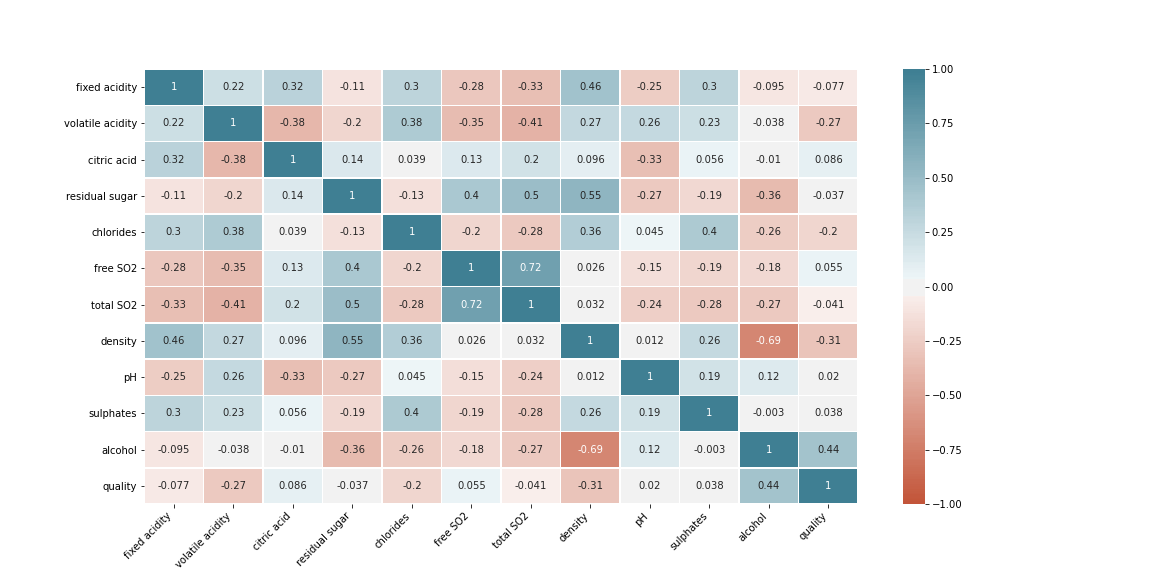 fixed acidity 1 0.22 0.32 -0.11 0.3 -0.28 -0.33 0.46 -0.25 0.3 -0.095 -0.077
volatile acidity 0.22 1 -0.38 -0.2 0.38 -0.35 -0.41 0.27 0.26 0.23 -0.038 -0.27
citric acid 0.32 -0.38 1 0.14 0.039 0.13 0.2 0.096 -0.33 0.056 -0.01 0.086
residual sugar -0.11 -0.2 0.14 1 -0.13 0.4 0.5 0.55 -0.27 -0.19 -0.36 -0.037
chlorides 0.3 0.38 0.039 -0.13 1 -0.2 -0.28 0.36 0.045 0.4 -0.26 -0.2
free SO2 -0.28 -0.35 0.13 0.4 -0.2 1 0.72 0.026 -0.15 -0.19 -0.18 0.055
total SO2 -0.33 -0.41 0.2 0.5 -0.28 0.72 1 0.032 -0.24 -0.28 -0.27 -0.041
density 0.46 0.27 0.096 0.55 0.36 0.026 0.032 1 0.012 0.26 -0.69 -0.31
pH -0.25 0.26 -0.33 -0.27 0.045 -0.15 -0.24 0.012 1 0.19 0.12 0.02
sulphates 0.3 0.23 0.056 -0.19 0.4 -0.19 -0.28 0.26 0.19 1 -0.003 0.038
alcohol -0.095 -0.038 -0.01 -0.36 -0.26 -0.18 -0.27 -0.69 0.12 -0.003 1 0.44
quality -0.077 -0.27 0.086 -0.037 -0.2 0.055 -0.041 -0.31 0.02 0.038 0.44 1
fixed acidity volatile acidity citric acid residual sugar chlorides free SO2 total SO2 density pH sulphates alcohol quality
1.00
0.75
0.50
0.25
0.00
−0.25
−0.50
−0.75
−1.00